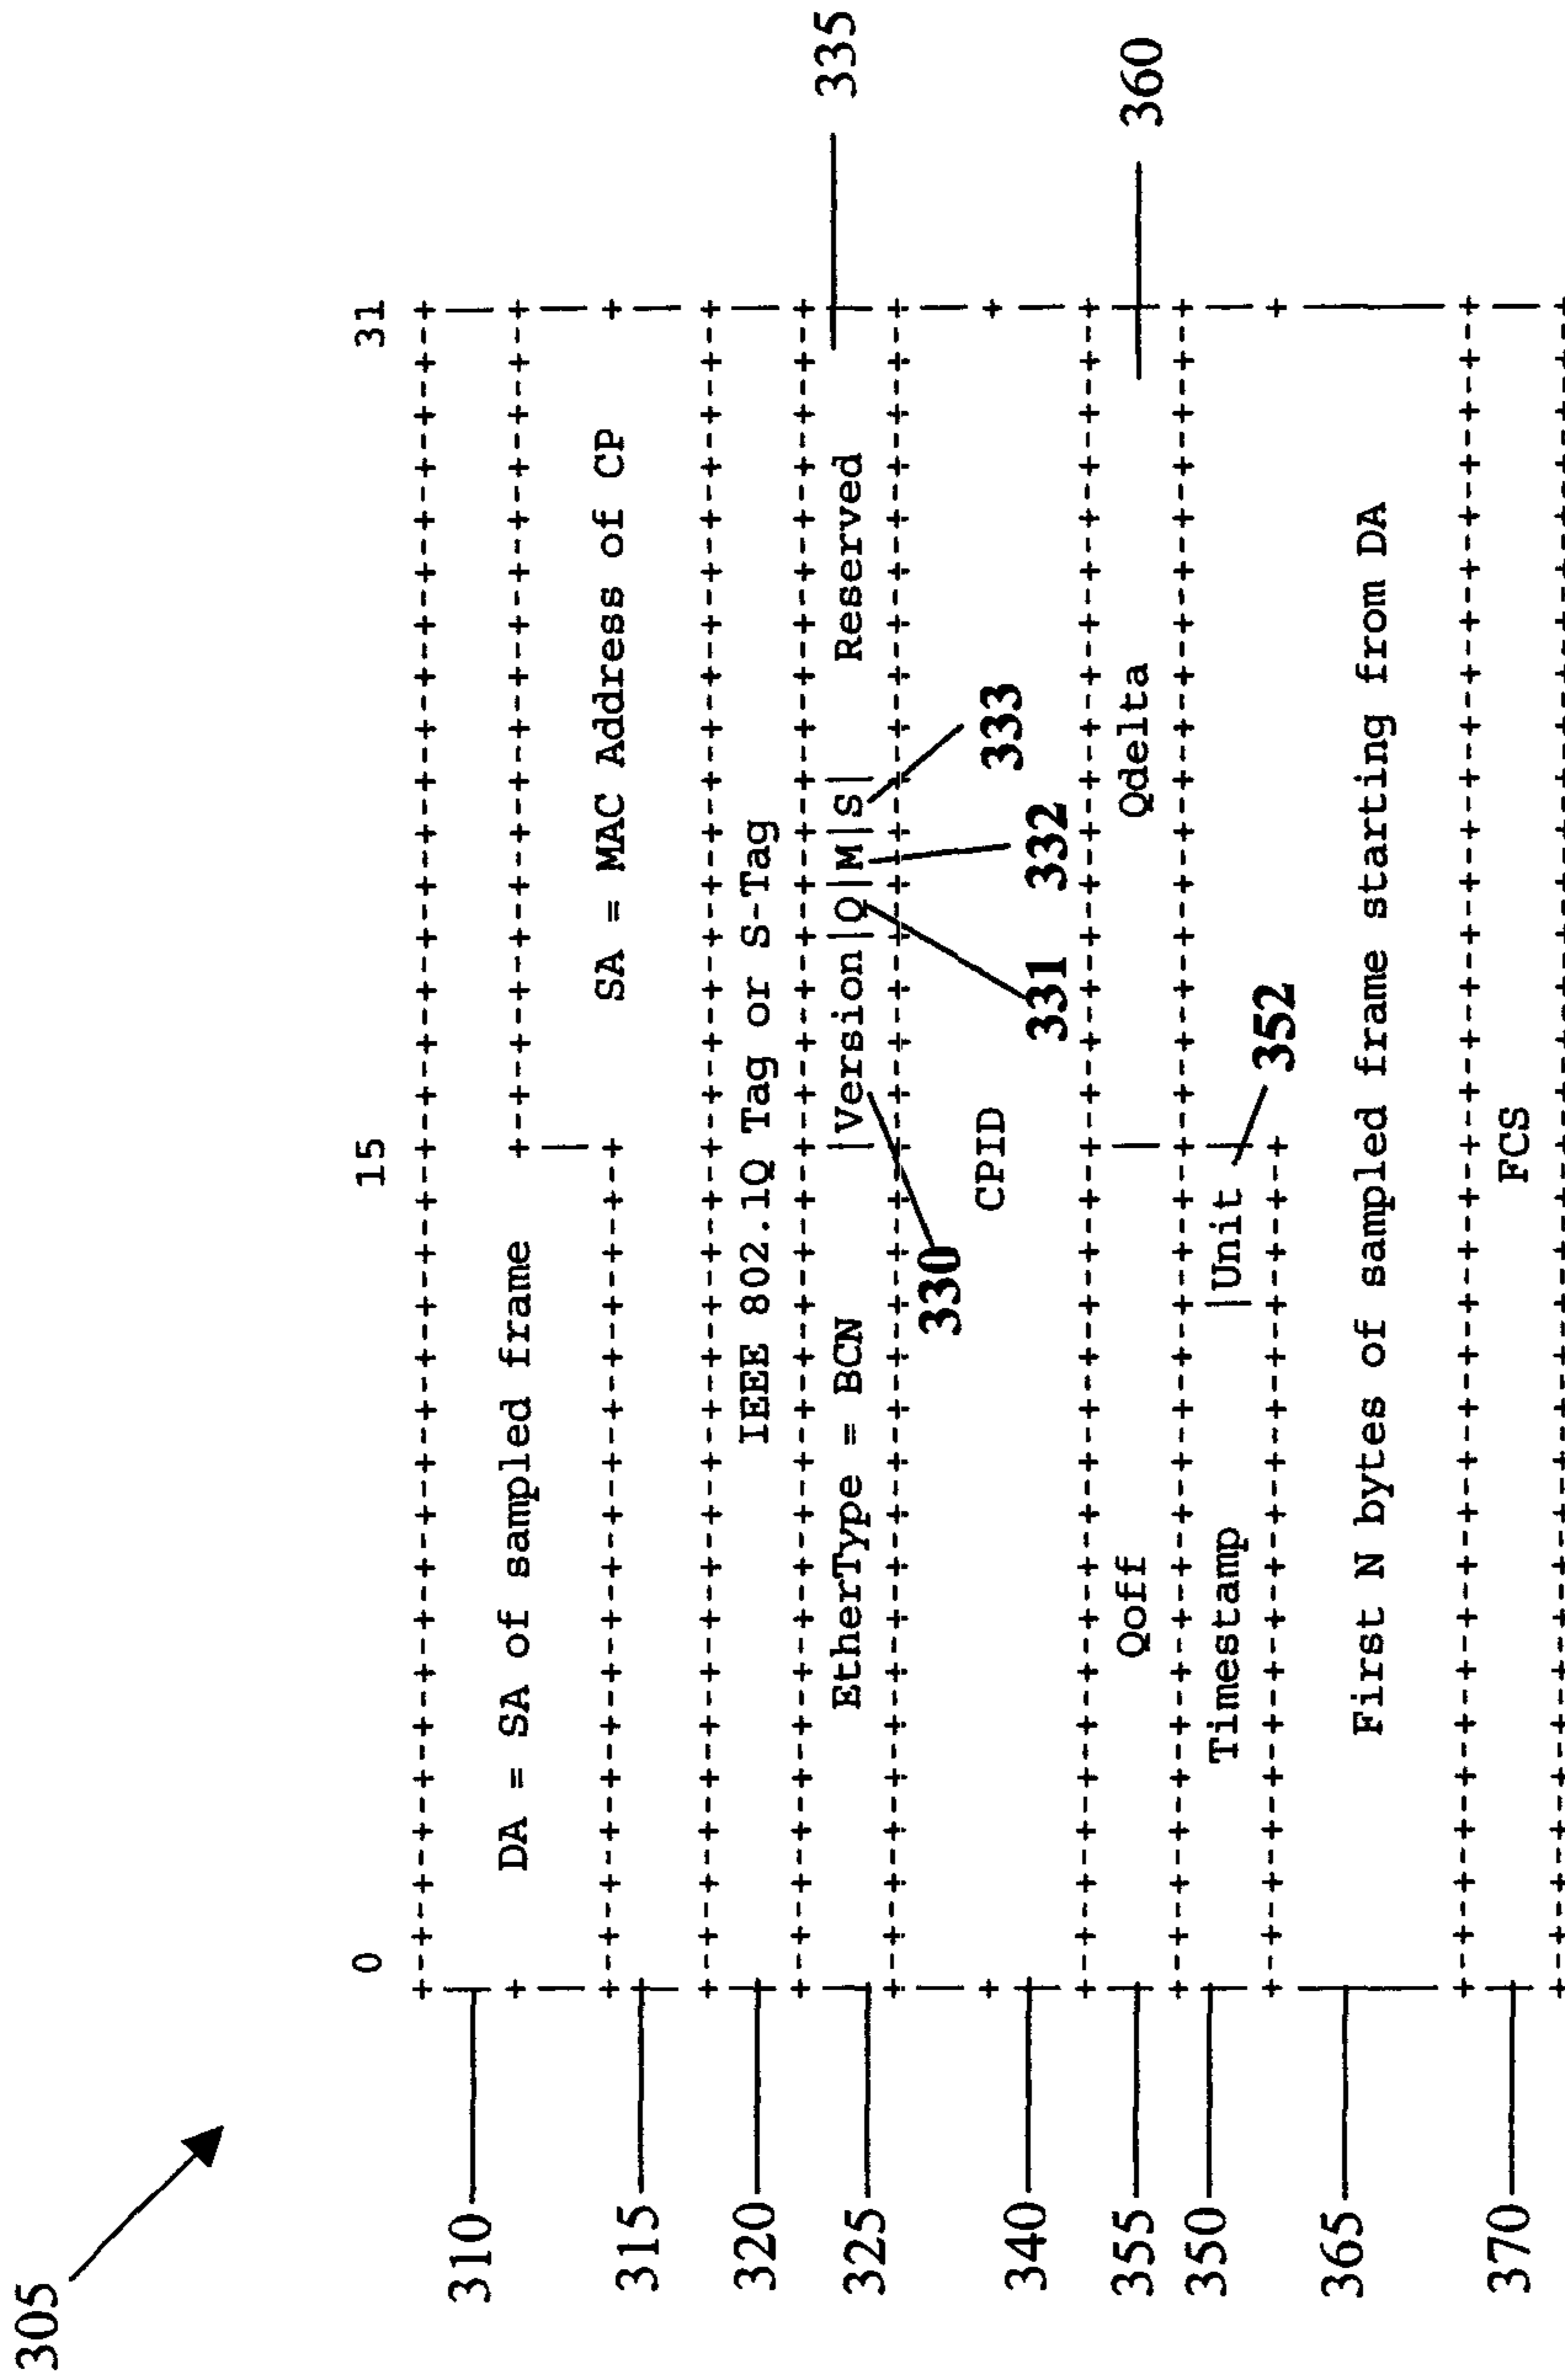 305
0 15 31
+-+-+-+-+-+-+-+-+-+-+-+-+-+-+-+-+-+-+-+-+-+-+-+-+-+-+-+-+-+-+-+-+
310 DA = SA of sampled frame
+ +-+-+-+-+-+-+-+-+-+-+-+-+-+-+-+-+
315 | SA = MAC Address of CP
+-+-+-+-+-+-+-+-+-+-+-+-+-+-+-+-+ +
+-+-+-+-+-+-+-+-+-+-+-+-+-+-+-+-+-+-+-+-+-+-+-+-+-+-+-+-+-+-+-+-+
320 IEEE 802.1Q Tag or S-Tag
+-+-+-+-+-+-+-+-+-+-+-+-+-+-+-+-+-+-+-+-+-+-+-+-+-+-+-+-+-+-+-+-+
325 EtherType = BCN |Version|Q|M|S| Reserved 335
+-+-+-+-+-+-+-+-+-+-+-+-+-+-+-+-+-+-+-+-+-+-+-+-+-+-+-+-+-+-+-+-+
330 331 332 333
340 CPID
+-+-+-+-+-+-+-+-+-+-+-+-+-+-+-+-+-+-+-+-+-+-+-+-+-+-+-+-+-+-+-+-+
355 Qoff | Qdelta 360
+-+-+-+-+-+-+-+-+-+-+-+-+-+-+-+-+-+-+-+-+-+-+-+-+-+-+-+-+-+-+-+-+
350 Timestamp |Unit | 352
+-+-+-+-+-+-+-+-+-+-+-+-+-+-+-+-+ +
365 First N bytes of sampled frame starting from DA
+-+-+-+-+-+-+-+-+-+-+-+-+-+-+-+-+-+-+-+-+-+-+-+-+-+-+-+-+-+-+-+-+
370 FCS
+-+-+-+-+-+-+-+-+-+-+-+-+-+-+-+-+-+-+-+-+-+-+-+-+-+-+-+-+-+-+-+-+